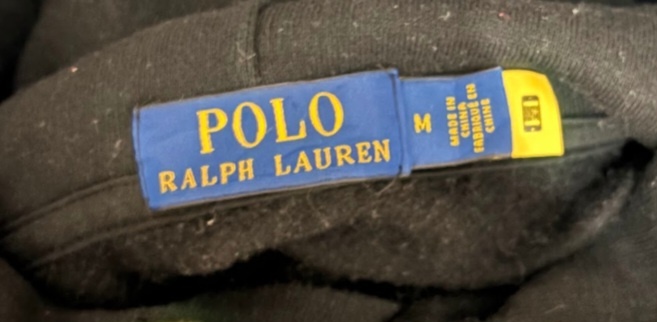 POLO
RALPH LAUREN
M
MADE IN
CHINA
FABRIQUÉ EN
CHINE